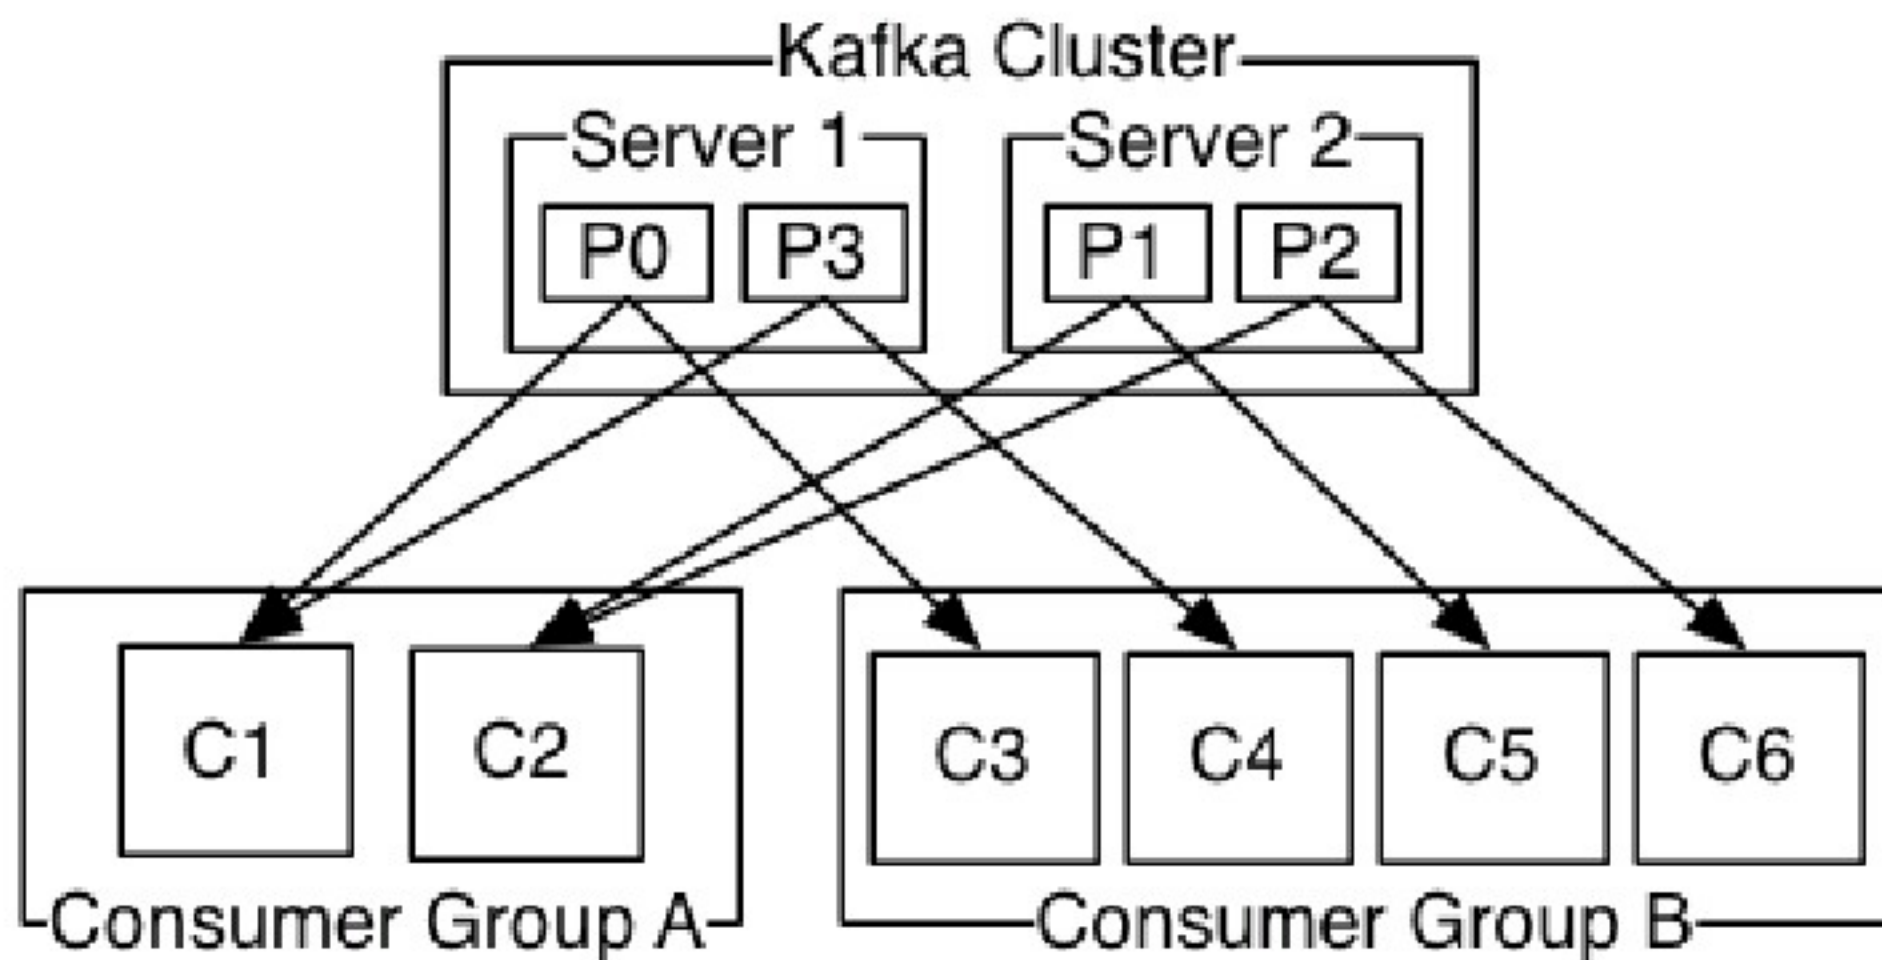 Kafka Cluster
Server 1 Server 2
P0 P3 P1 P2
C1 C2 C3 C4 C5 C6
Consumer Group A Consumer Group B